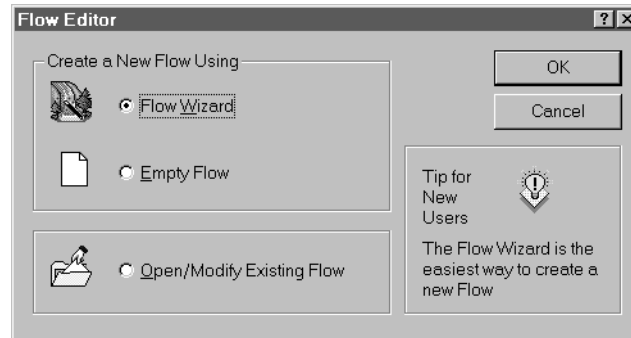 Flow Editor
Create a New Flow Using
Flow Wizard
Empty Flow
Open/Modify Existing Flow
OK
Cancel
Tip for
New
Users
The Flow Wizard is the
easiest way to create a
new Flow